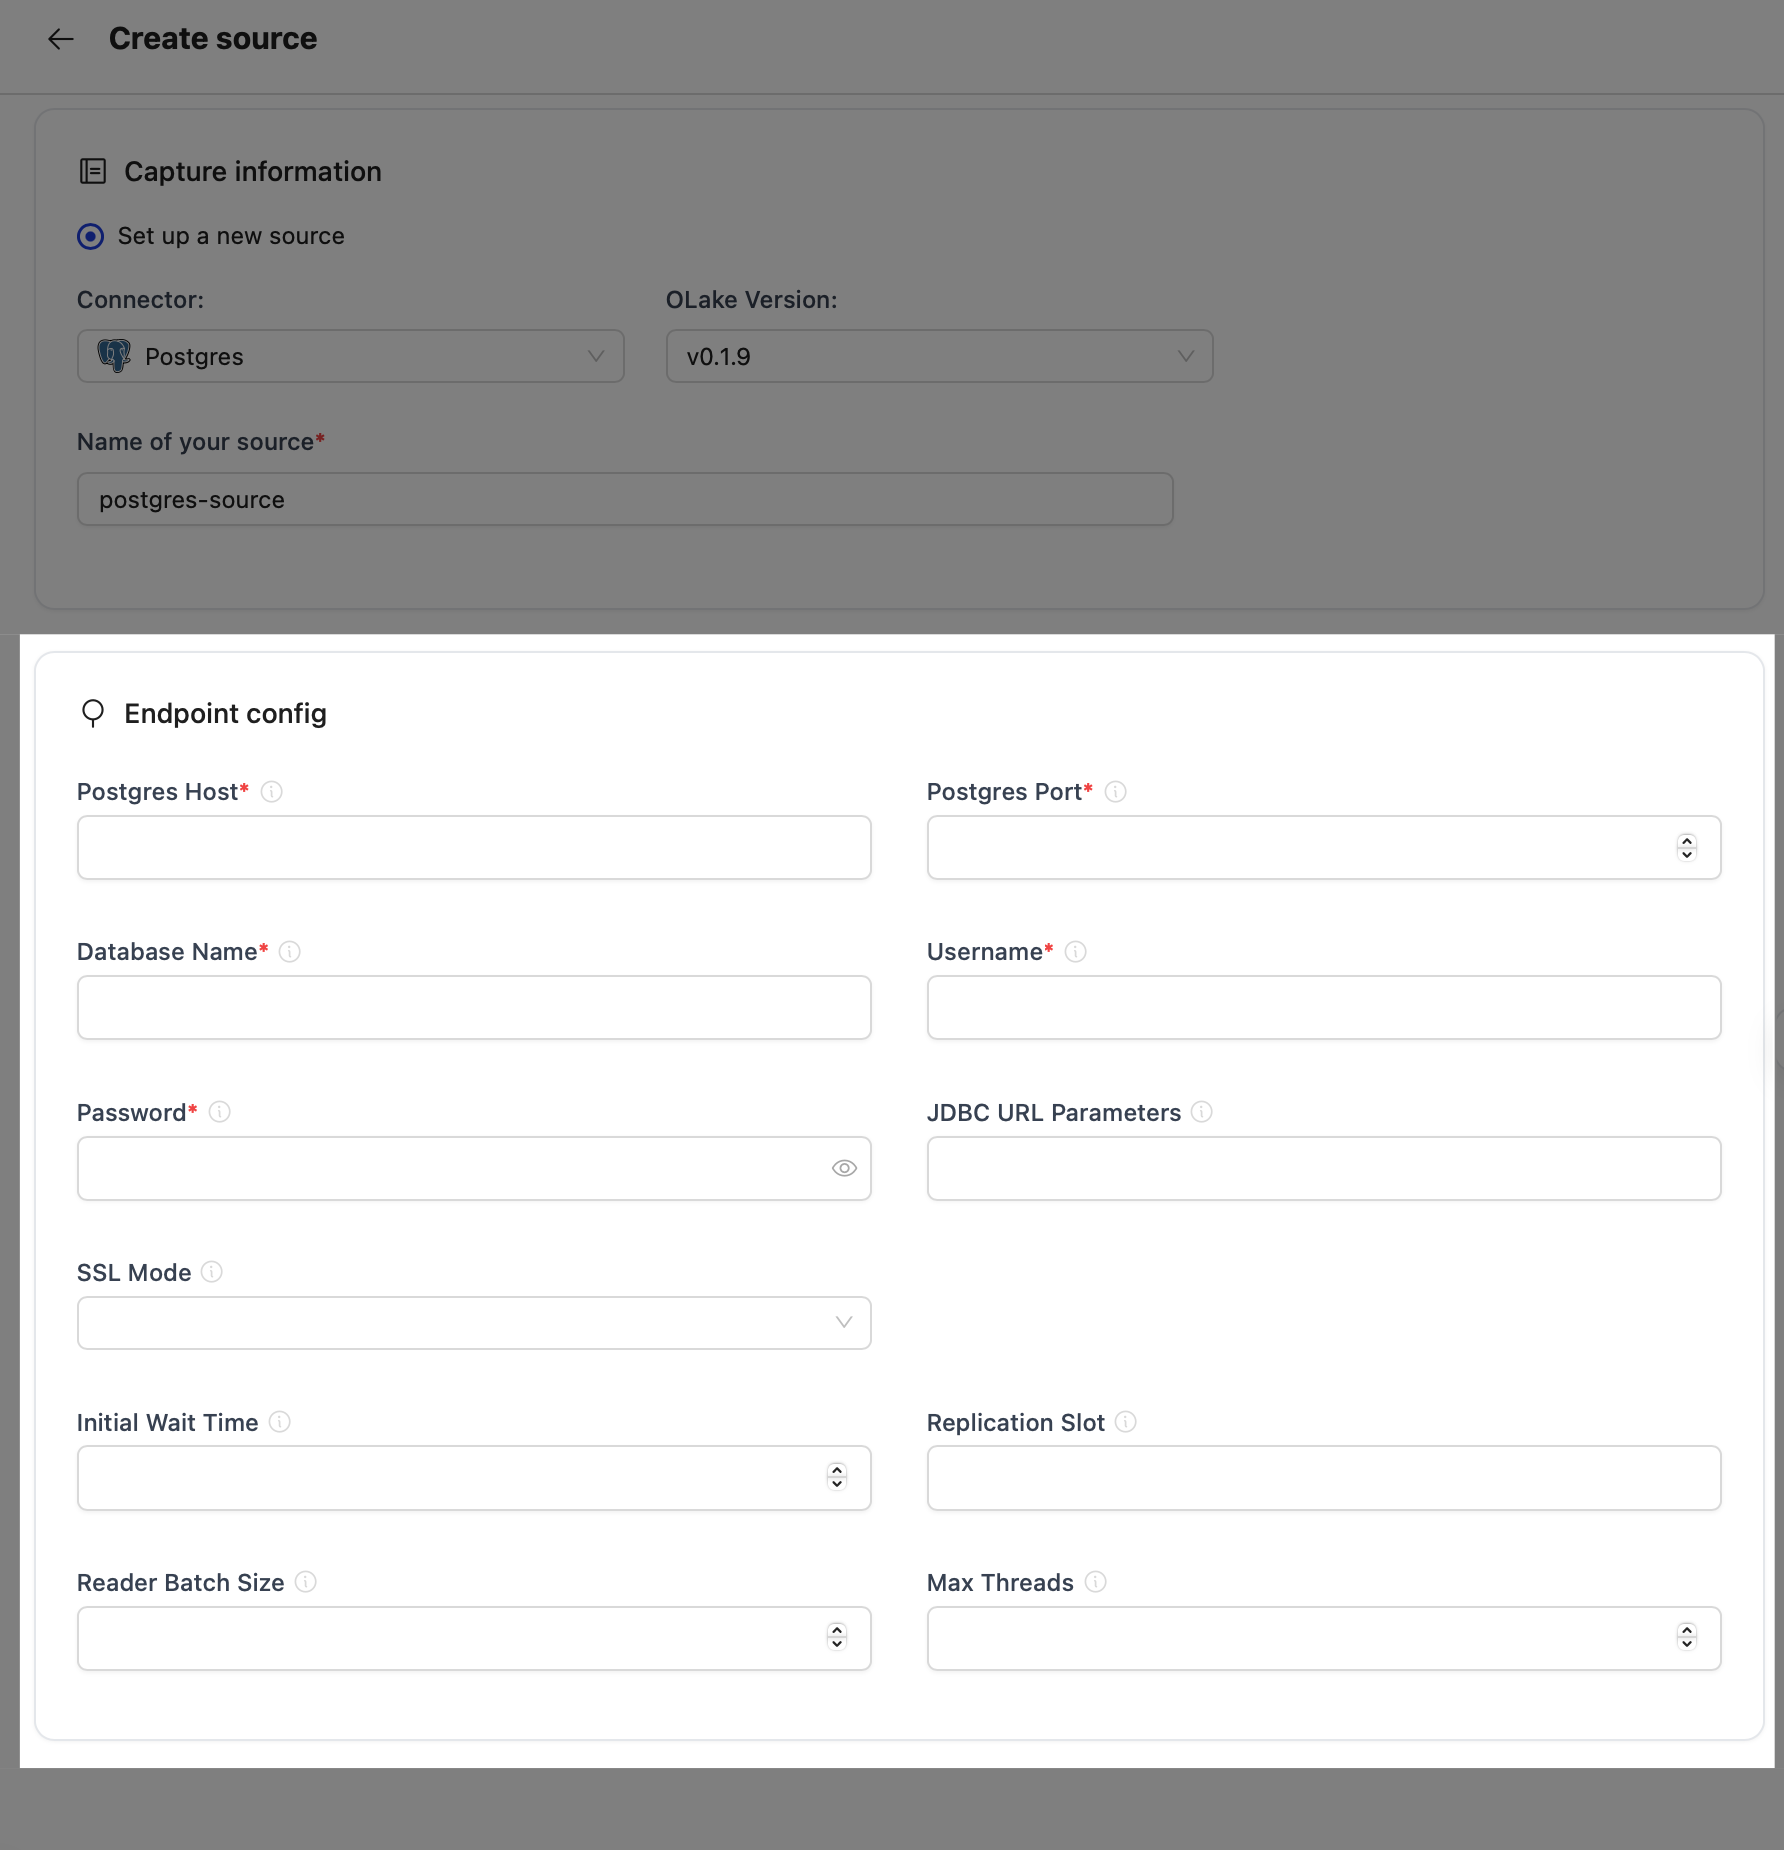 Create source
Capture information
Set up a new source
Connector: OLake Version:
Postgres v0.1.9
Name of your source*
postgres-source
Endpoint config
Postgres Host* Postgres Port*
Database Name* Username*
Password* JDBC URL Parameters
SSL Mode
Initial Wait Time Replication Slot
Reader Batch Size Max Threads